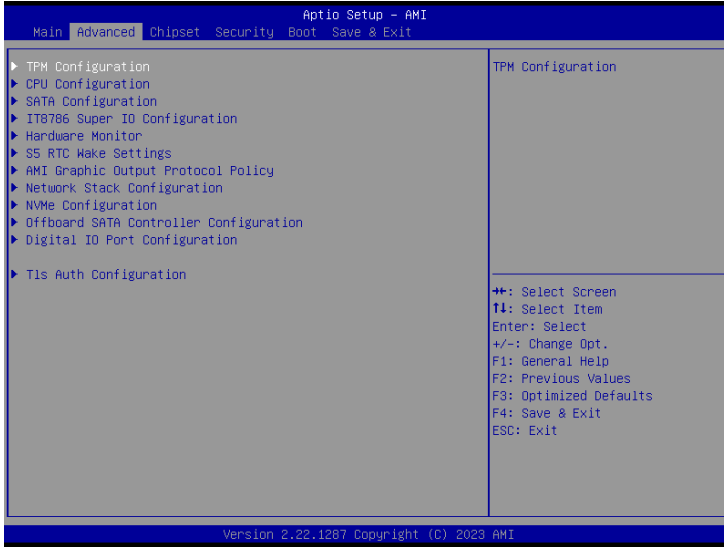 Aptio Setup – AMI
Main Advanced Chipset Security Boot Save & Exit
▶ TPM Configuration
▶ CPU Configuration
▶ SATA Configuration
▶ IT8786 Super IO Configuration
▶ Hardware Monitor
▶ S5 RTC Wake Settings
▶ AMI Graphic Output Protocol Policy
▶ Network Stack Configuration
▶ NVMe Configuration
▶ Offboard SATA Controller Configuration
▶ Digital IO Port Configuration
▶ Tls Auth Configuration
TPM Configuration
→←: Select Screen
↑↓: Select Item
Enter: Select
+/-: Change Opt.
F1: General Help
F2: Previous Values
F3: Optimized Defaults
F4: Save & Exit
ESC: Exit
Version 2.22.1287 Copyright (C) 2023 AMI